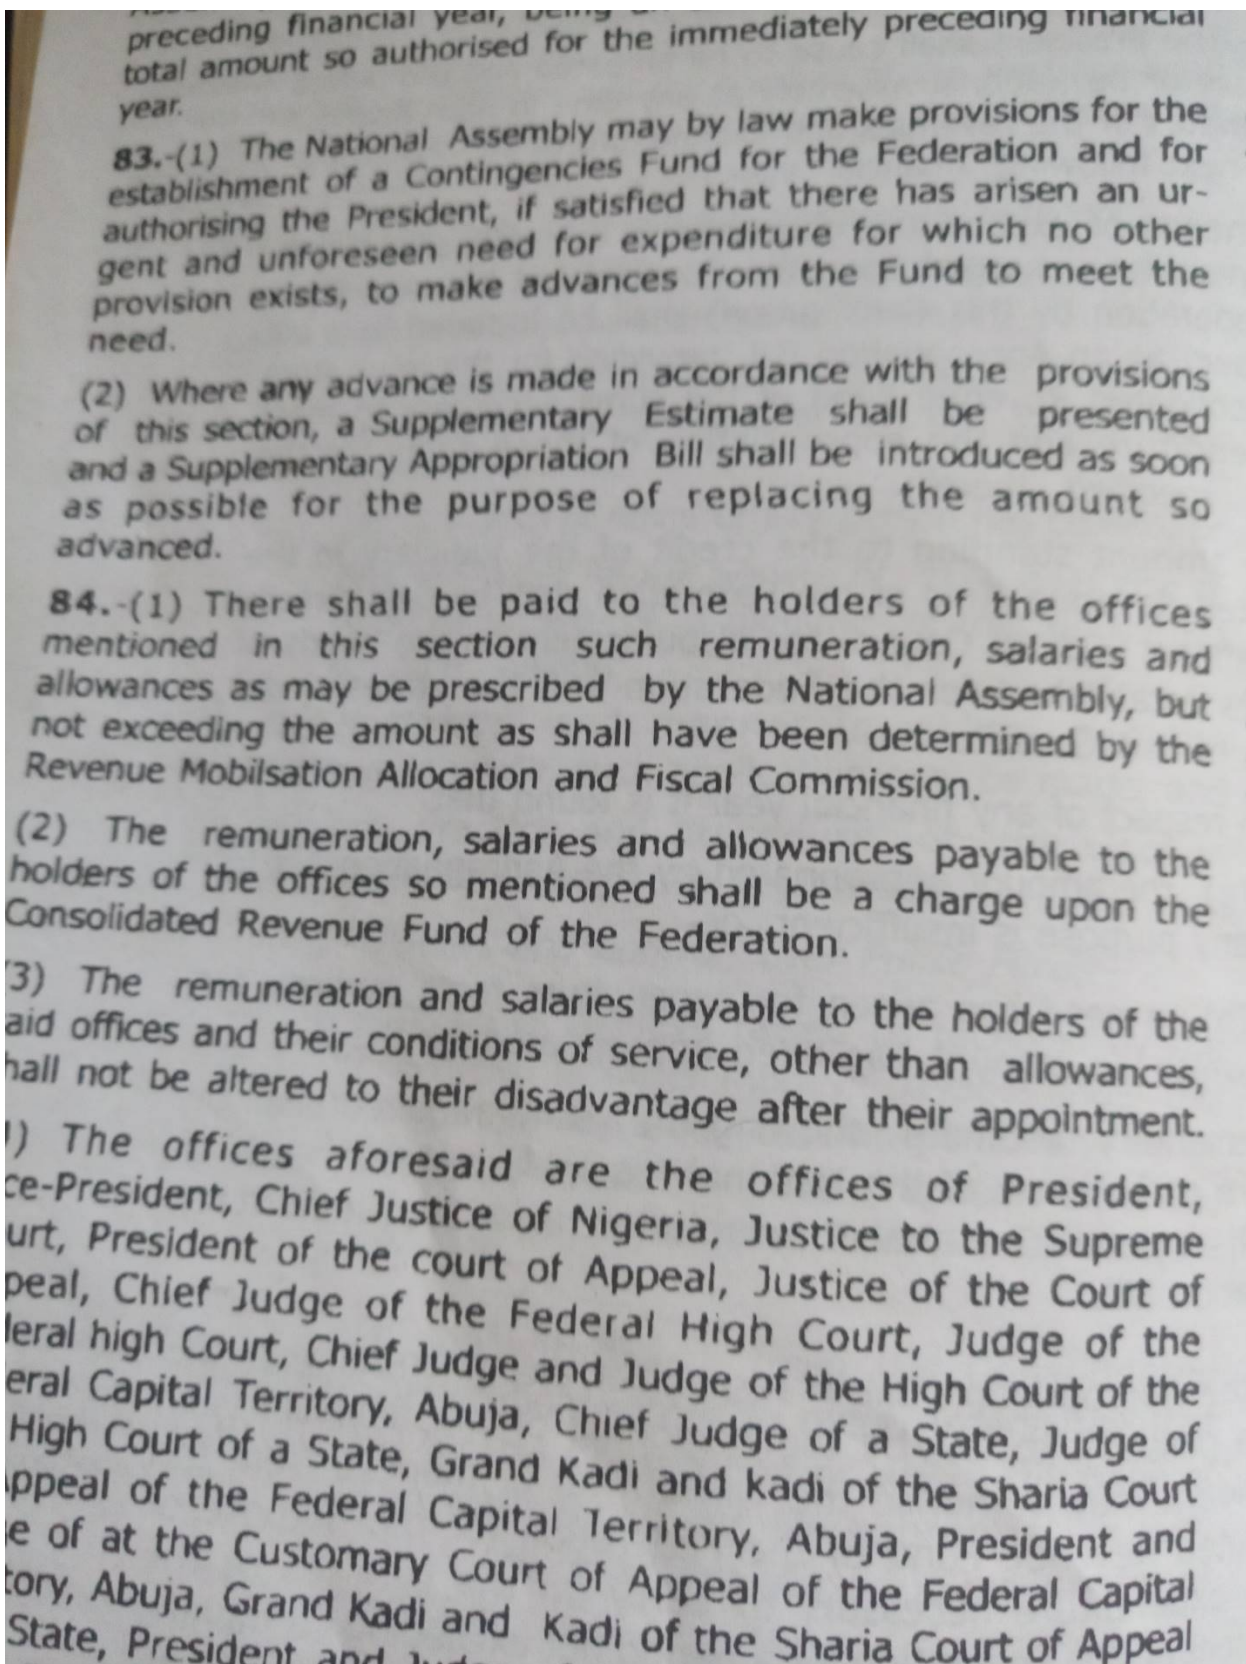 preceding financial year,
total amount so authorised for the immediately preceding financial
year.
83.-(1) The National Assembly may by law make provisions for the
establishment of a Contingencies Fund for the Federation and for
authorising the President, if satisfied that there has arisen an ur-
gent and unforeseen need for expenditure for which no other
provision exists, to make advances from the Fund to meet the
need.
(2) Where any advance is made in accordance with the provisions
of this section, a Supplementary Estimate shall be presented
and a Supplementary Appropriation Bill shall be introduced as soon
as possible for the purpose of replacing the amount so
advanced.
84.-(1) There shall be paid to the holders of the offices
mentioned in this section such remuneration, salaries and
allowances as may be prescribed by the National Assembly, but
not exceeding the amount as shall have been determined by the
Revenue Mobilsation Allocation and Fiscal Commission.
(2) The remuneration, salaries and allowances payable to the
holders of the offices so mentioned shall be a charge upon the
Consolidated Revenue Fund of the Federation.
3) The remuneration and salaries payable to the holders of the
aid offices and their conditions of service, other than allowances,
hall not be altered to their disadvantage after their appointment.
) The offices aforesaid are the offices of President,
ce-President, Chief Justice of Nigeria, Justice to the Supreme
urt, President of the court of Appeal, Justice of the Court of
peal, Chief Judge of the Federal High Court, Judge of the
leral high Court, Chief Judge and Judge of the High Court of the
eral Capital Territory, Abuja, Chief Judge of a State, Judge of
High Court of a State, Grand Kadi and kadi of the Sharia Court
ppeal of the Federal Capital Territory, Abuja, President and
e of at the Customary Court of Appeal of the Federal Capital
tory, Abuja, Grand Kadi and Kadi of the Sharia Court of Appeal
State, President and